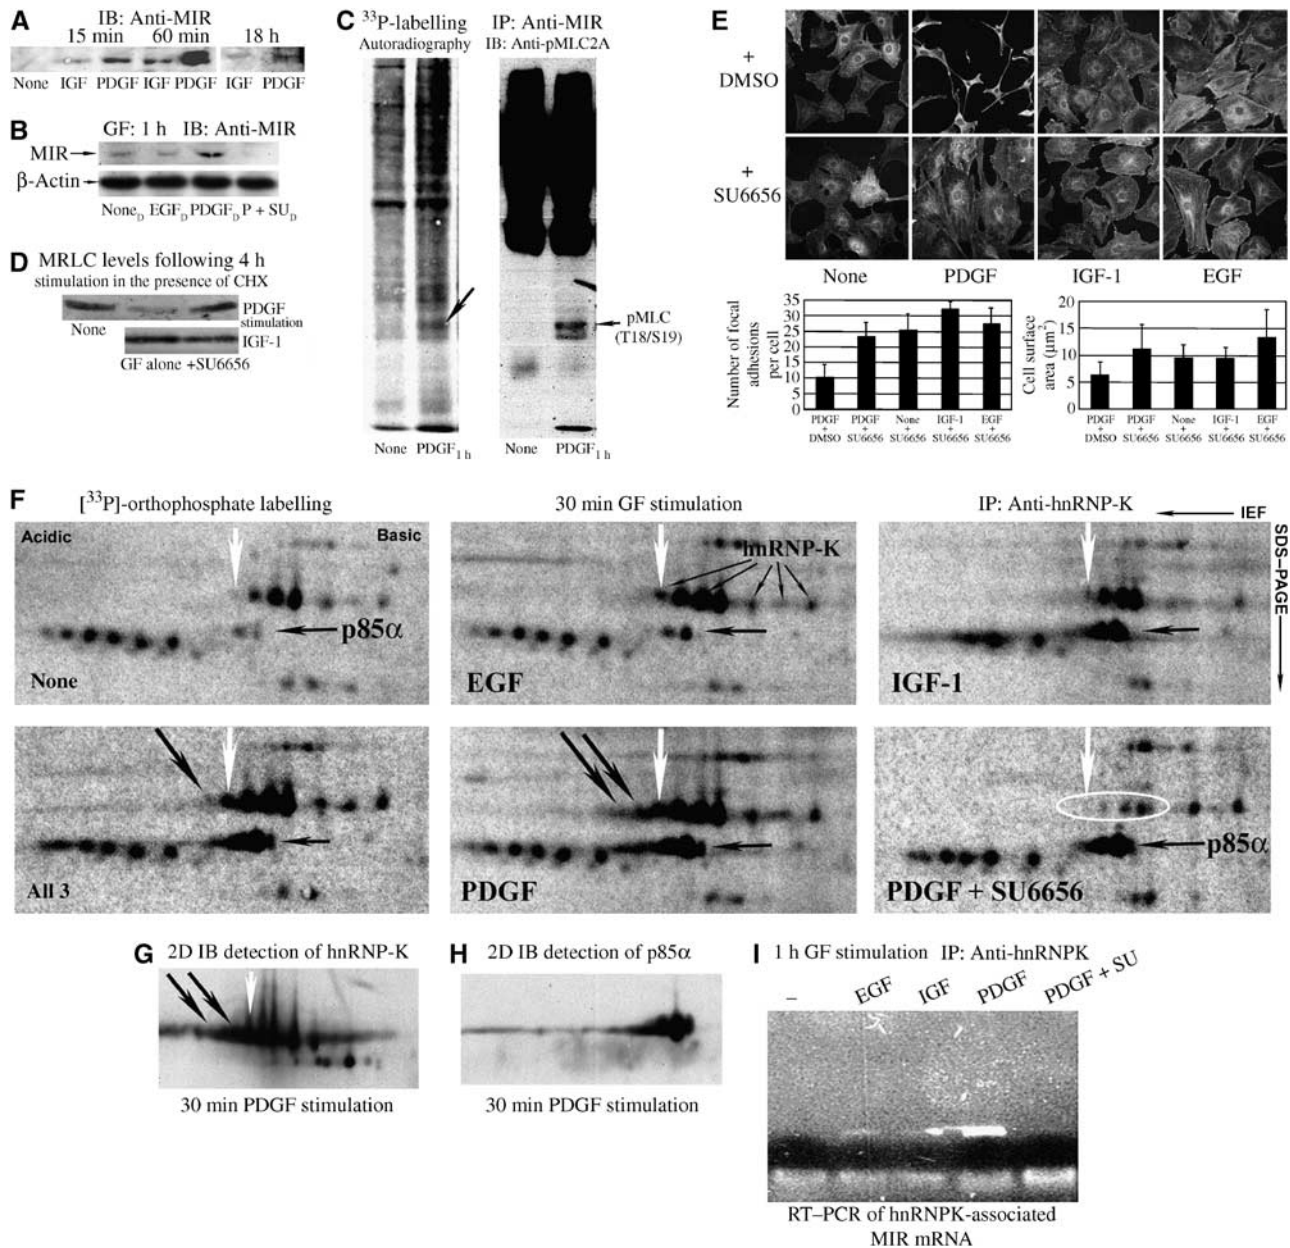 A
IB: Anti-MIR
15 min 60 min 18 h
None IGF PDGF IGF PDGF IGF PDGF
B
GF: 1 h IB: Anti-MIR
MIR
β-Actin
None D EGF D PDGF D P + SU D
D
MRLC levels following 4 h
stimulation in the presence of CHX
PDGF
stimulation
None
IGF-1
GF alone +SU6656
C
33P-labelling
Autoradiography
IP: Anti-MIR
IB: Anti-pMLC2A
pMLC
(T18/S19)
None PDGF 1 h
None PDGF 1 h
E
+
DMSO
+
SU6656
None PDGF IGF-1 EGF
Number of focal
adhesions
per cell
35
30
25
20
15
10
5
0
PDGF + DMSO
PDGF + SU6656
None + SU6656
IGF-1 + SU6656
EGF + SU6656
Cell surface
area (μm²)
20
15
10
5
0
PDGF + DMSO
PDGF + SU6656
None + SU6656
IGF-1 + SU6656
EGF + SU6656
F
[33P]-orthophosphate labelling
30 min GF stimulation
IP: Anti-hnRNP-K
IEF
SDS–PAGE
Acidic Basic
p85α
None
hnRNP-K
EGF
IGF-1
All 3
PDGF
p85α
PDGF + SU6656
G
2D IB detection of hnRNP-K
30 min PDGF stimulation
H
2D IB detection of p85α
30 min PDGF stimulation
I
1 h GF stimulation IP: Anti-hnRNPK
– EGF IGF PDGF PDGF + SU
RT–PCR of hnRNPK-associated
MIR mRNA